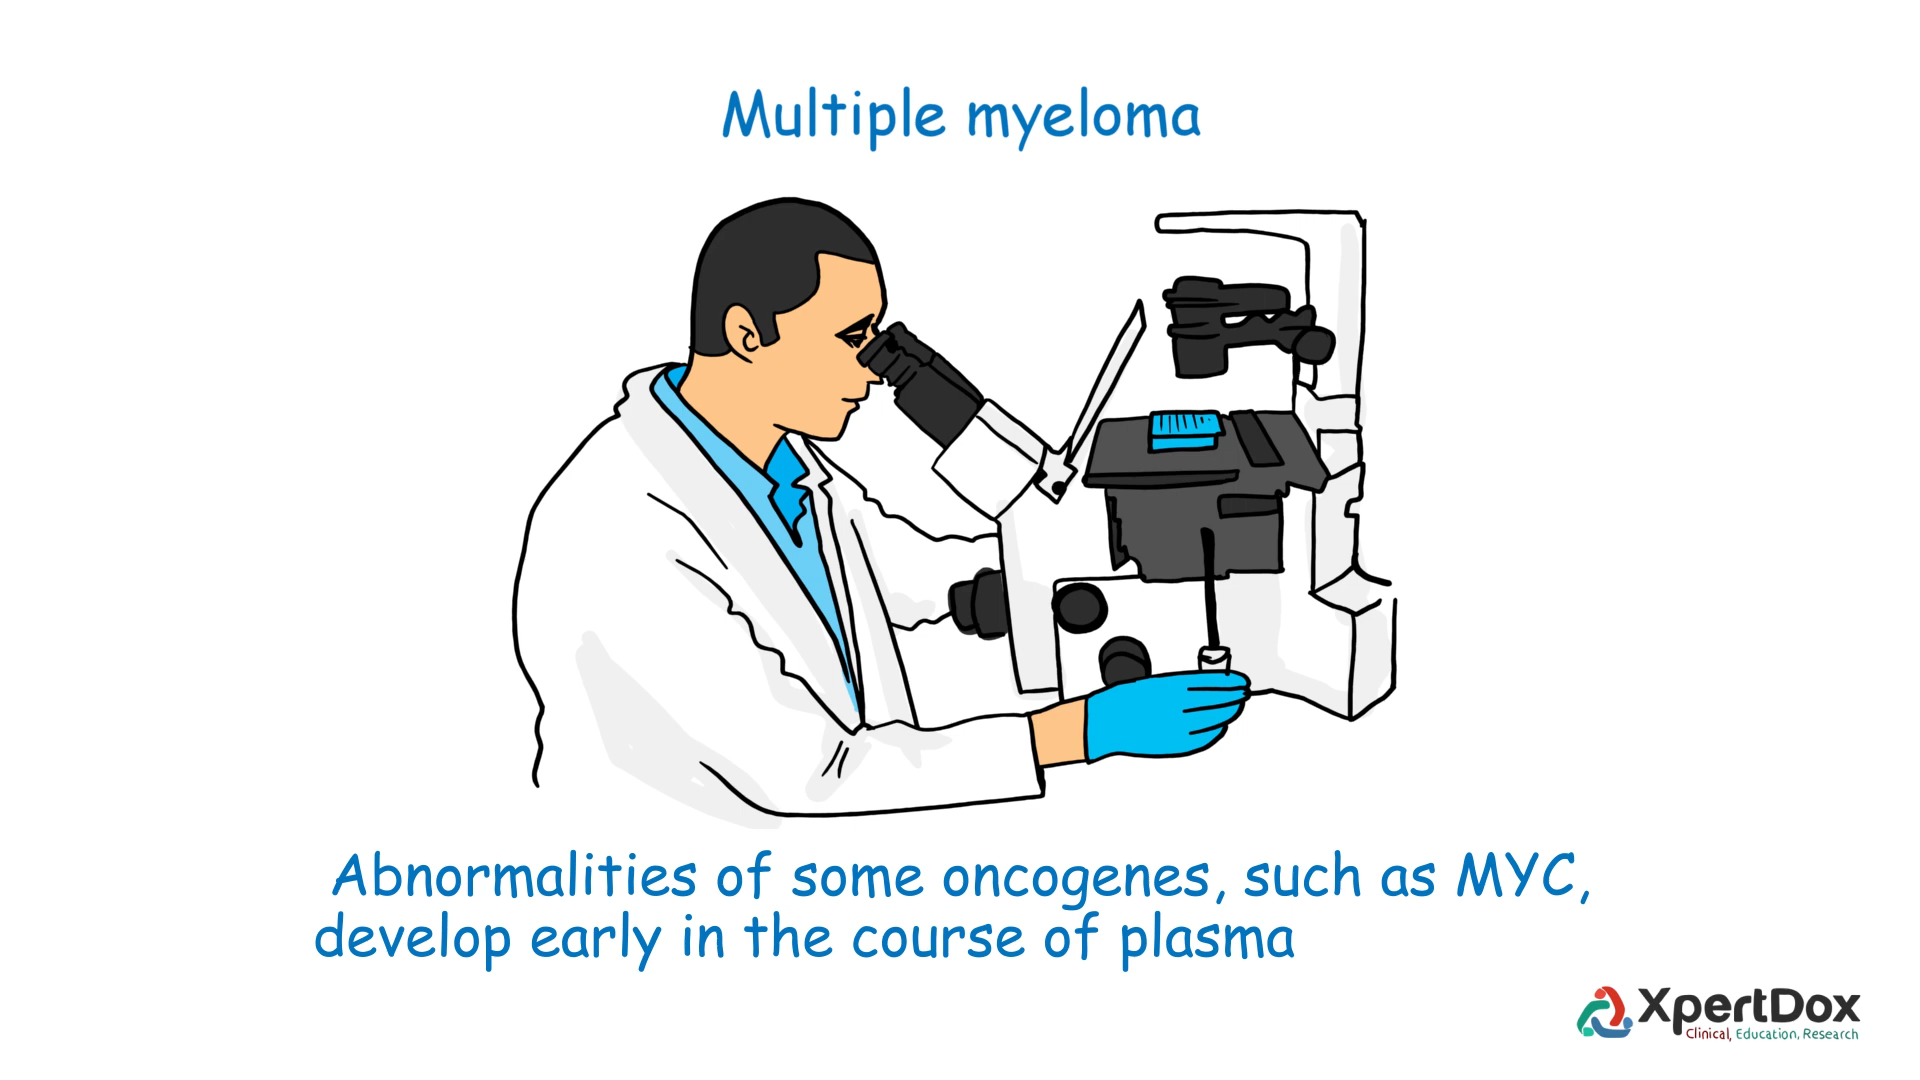 Multiple myeloma
Abnormalities of some oncogenes, such as MYC,
develop early in the course of plasma
XpertDox
Clinical, Education, Research